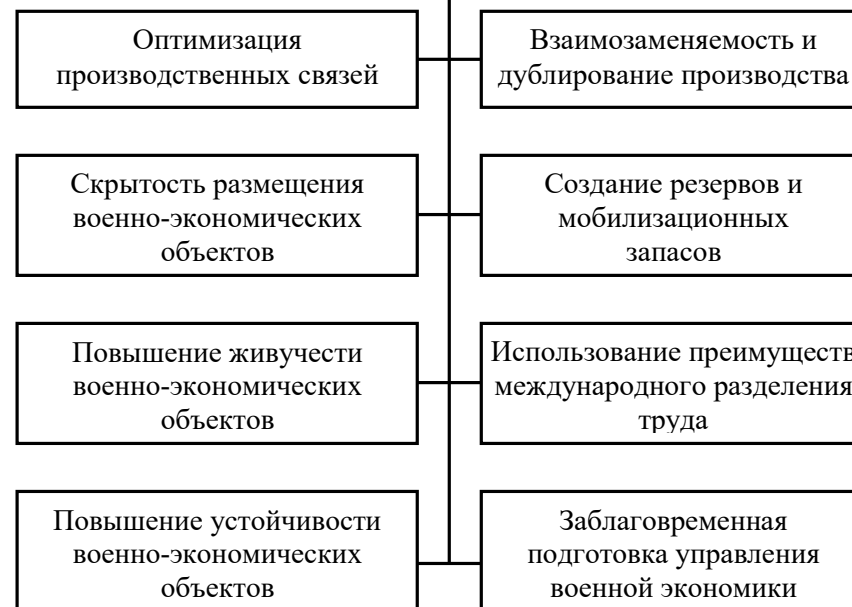 Оптимизация
производственных связей
Взаимозаменяемость и
дублирование производства
Скрытость размещения
военно-экономических
объектов
Создание резервов и
мобилизационных
запасов
Повышение живучести
военно-экономических
объектов
Использование преимуществ
международного разделения
труда
Повышение устойчивости
военно-экономических
объектов
Заблаговременная
подготовка управления
военной экономики